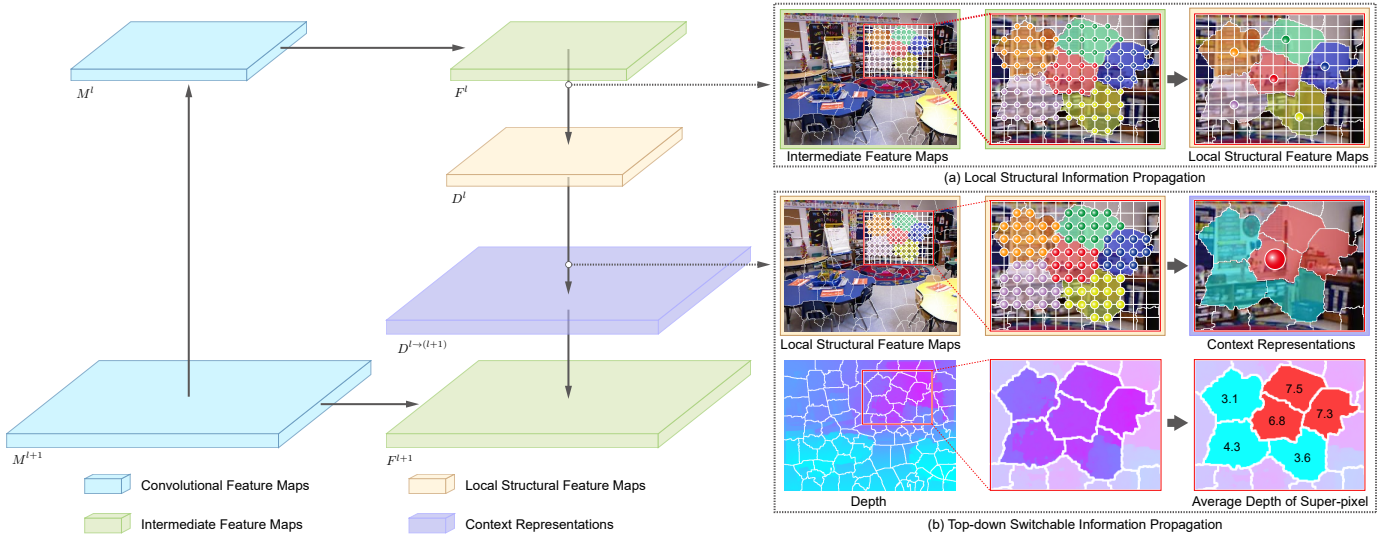 M^l
F^l
D^l
D^{l→(l+1)}
M^{l+1}
F^{l+1}
Convolutional Feature Maps
Local Structural Feature Maps
Intermediate Feature Maps
Context Representations
Intermediate Feature Maps
Local Structural Feature Maps
(a) Local Structural Information Propagation
Local Structural Feature Maps
Context Representations
3.1
7.5
7.3
6.8
4.3
3.6
Depth
Average Depth of Super-pixel
(b) Top-down Switchable Information Propagation